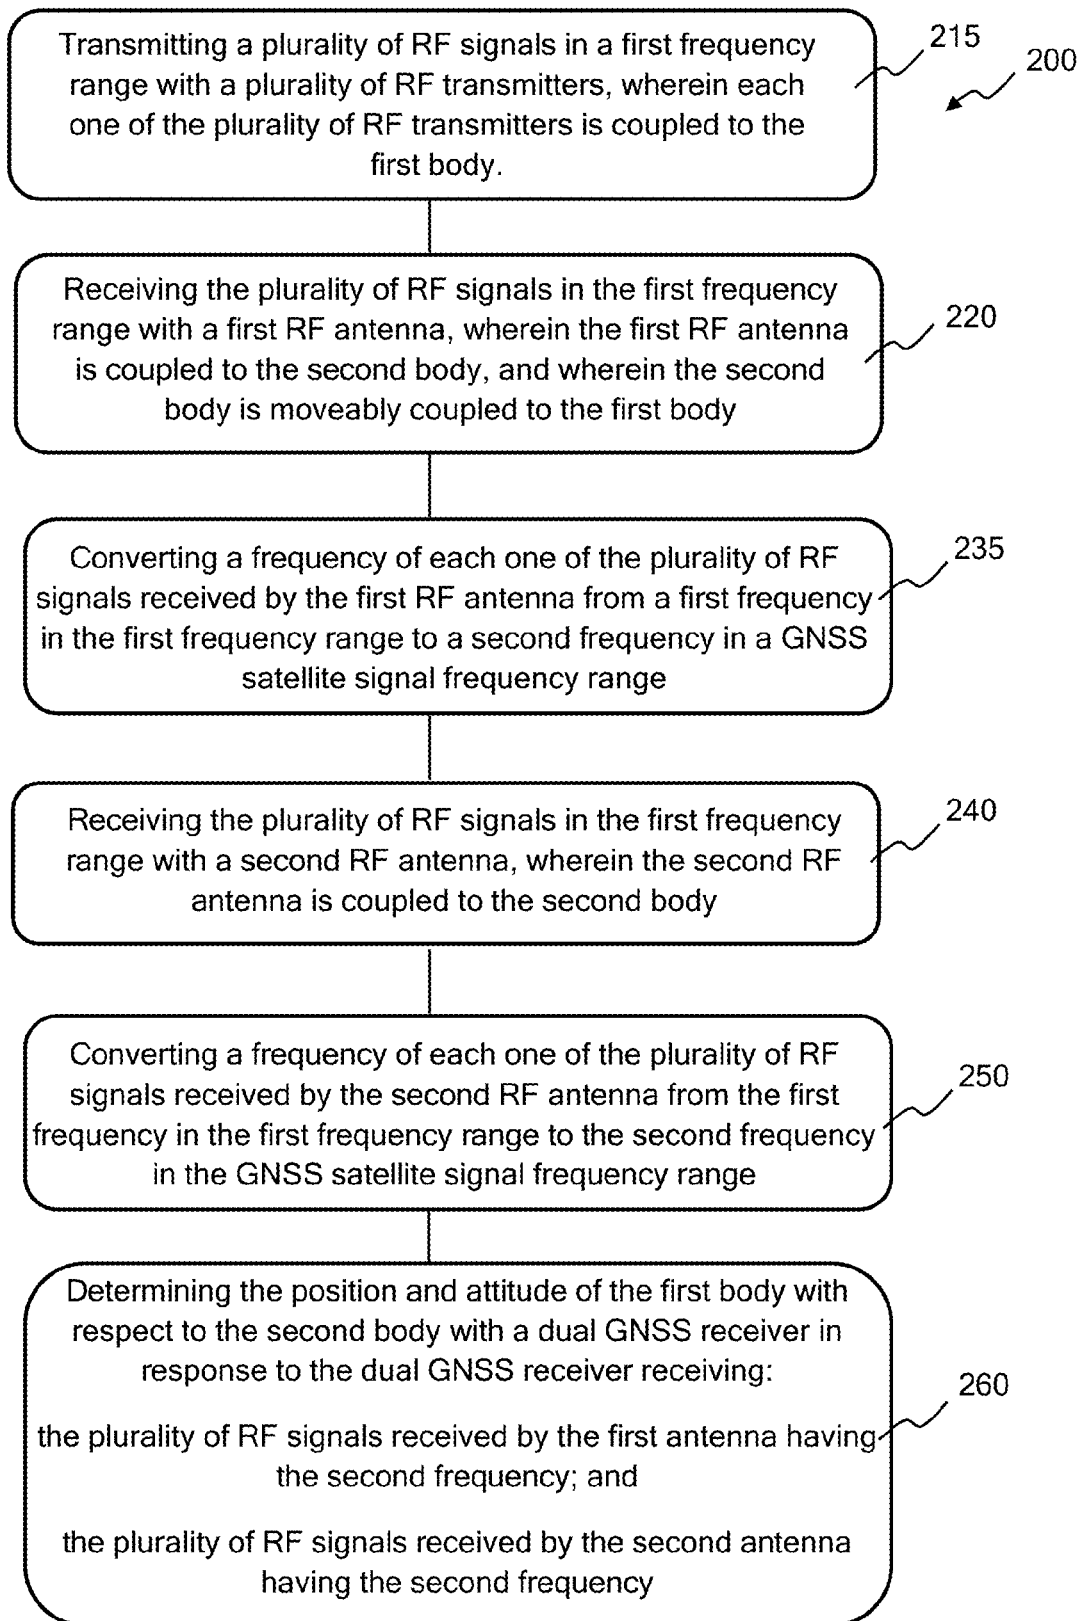 Transmitting a plurality of RF signals in a first frequency
range with a plurality of RF transmitters, wherein each
one of the plurality of RF transmitters is coupled to the
first body.
215
200
Receiving the plurality of RF signals in the first frequency
range with a first RF antenna, wherein the first RF antenna
is coupled to the second body, and wherein the second
body is moveably coupled to the first body
220
Converting a frequency of each one of the plurality of RF
signals received by the first RF antenna from a first frequency
in the first frequency range to a second frequency in a GNSS
satellite signal frequency range
235
Receiving the plurality of RF signals in the first frequency
range with a second RF antenna, wherein the second RF
antenna is coupled to the second body
240
Converting a frequency of each one of the plurality of RF
signals received by the second RF antenna from the first
frequency in the first frequency range to the second frequency
in the GNSS satellite signal frequency range
250
Determining the position and attitude of the first body with
respect to the second body with a dual GNSS receiver in
response to the dual GNSS receiver receiving:
the plurality of RF signals received by the first antenna having
the second frequency; and
the plurality of RF signals received by the second antenna
having the second frequency
260